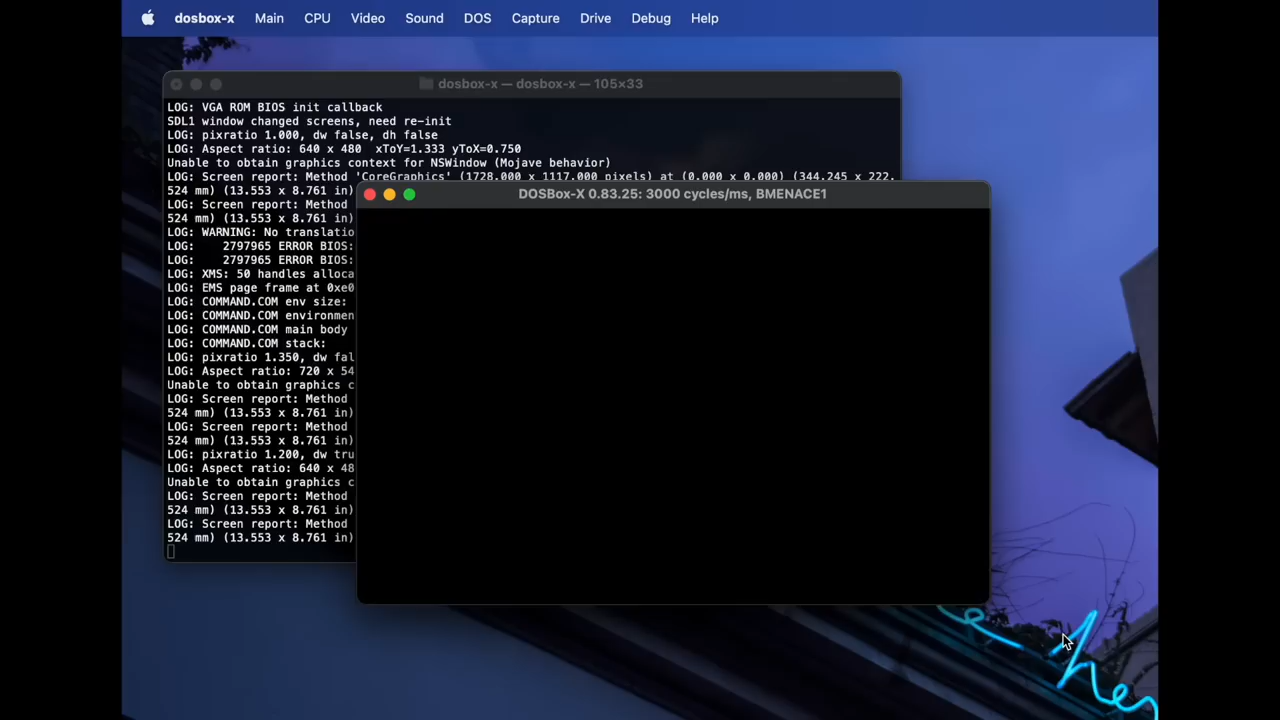 dosbox-x Main CPU Video Sound DOS Capture Drive Debug Help
dosbox-x — dosbox-x — 105×33
LOG: VGA ROM BIOS init callback
SDL1 window changed screens, need re-init
LOG: pixratio 1.000, dw false, dh false
LOG: Aspect ratio: 640 x 480  xToY=1.333 yToX=0.750
Unable to obtain graphics context for NSWindow (Mojave behavior)
LOG: Screen report: Method 'CoreGraphics' (1728.000 x 1117.000 pixels) at (0.000 x 0.000) (344.245 x 222.
524 mm) (13.553 x 8.761 in)
LOG: Screen report: Method
524 mm) (13.553 x 8.761 in)
LOG: WARNING: No translatio
LOG:    2797965 ERROR BIOS:
LOG:    2797965 ERROR BIOS:
LOG: XMS: 50 handles alloca
LOG: EMS page frame at 0xe0
LOG: COMMAND.COM env size:
LOG: COMMAND.COM environmen
LOG: COMMAND.COM main body
LOG: COMMAND.COM stack:
LOG: pixratio 1.350, dw fal
LOG: Aspect ratio: 720 x 54
Unable to obtain graphics c
LOG: Screen report: Method
524 mm) (13.553 x 8.761 in)
LOG: Screen report: Method
524 mm) (13.553 x 8.761 in)
LOG: pixratio 1.200, dw tru
LOG: Aspect ratio: 640 x 48
Unable to obtain graphics c
LOG: Screen report: Method
524 mm) (13.553 x 8.761 in)
LOG: Screen report: Method
524 mm) (13.553 x 8.761 in)
DOSBox-X 0.83.25: 3000 cycles/ms, BMENACE1